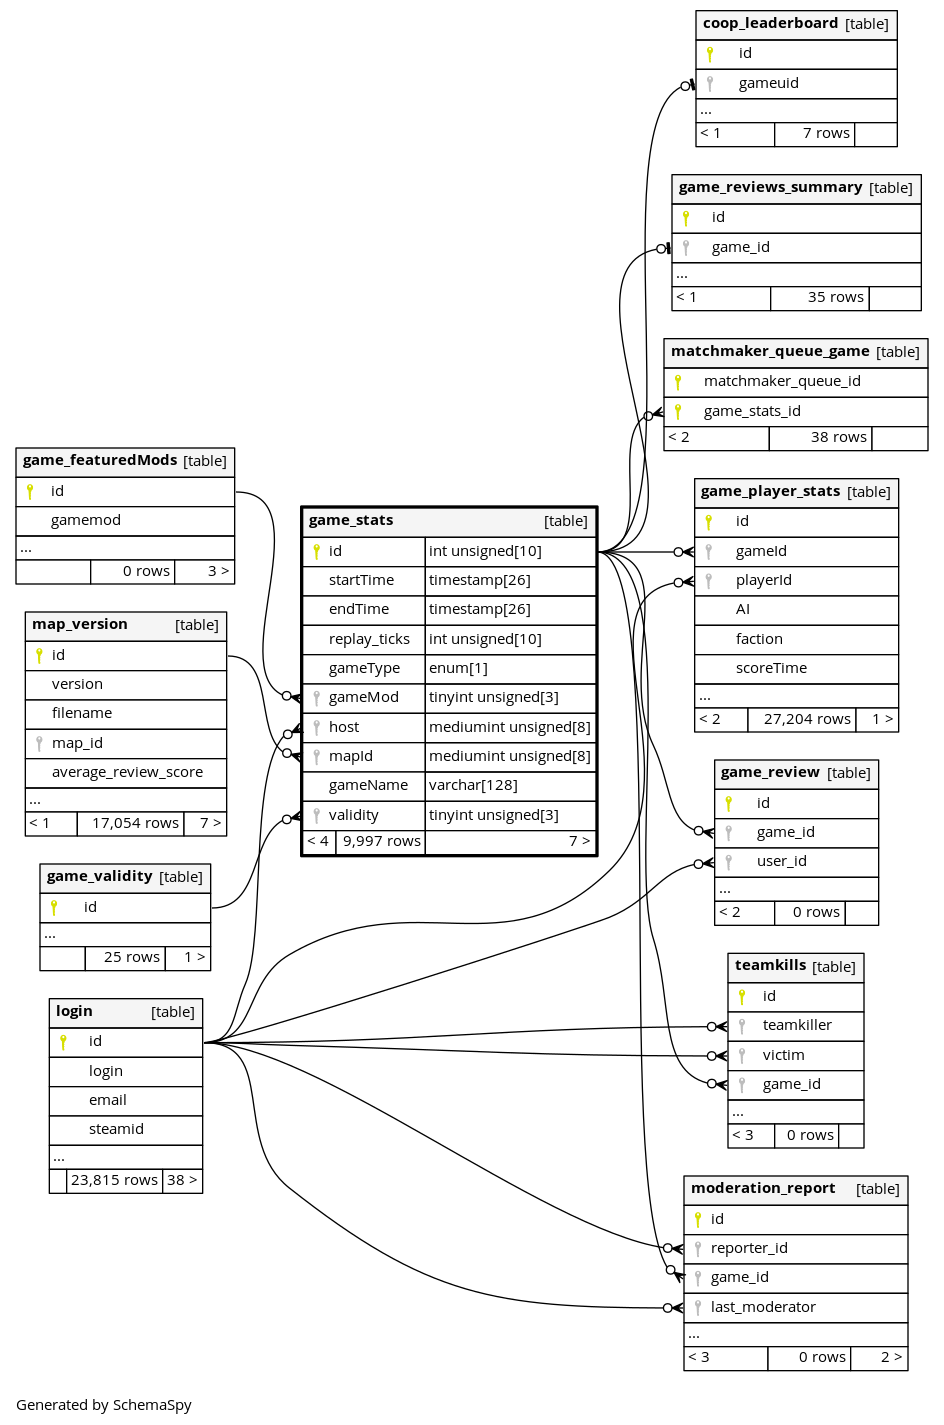 coop_leaderboard [table]
id
gameuid
...
< 1 7 rows
game_reviews_summary [table]
id
game_id
...
< 1 35 rows
matchmaker_queue_game [table]
matchmaker_queue_id
game_stats_id
< 2 38 rows
game_featuredMods [table]
id
gamemod
...
0 rows 3 >
map_version [table]
id
version
filename
map_id
average_review_score
...
< 1 17,054 rows 7 >
game_validity [table]
id
...
25 rows 1 >
login [table]
id
login
email
steamid
...
23,815 rows 38 >
game_stats [table]
id int unsigned[10]
startTime timestamp[26]
endTime timestamp[26]
replay_ticks int unsigned[10]
gameType enum[1]
gameMod tinyint unsigned[3]
host mediumint unsigned[8]
mapId mediumint unsigned[8]
gameName varchar[128]
validity tinyint unsigned[3]
< 4 9,997 rows 7 >
game_player_stats [table]
id
gameId
playerId
AI
faction
scoreTime
...
< 2 27,204 rows 1 >
game_review [table]
id
game_id
user_id
...
< 2 0 rows
teamkills [table]
id
teamkiller
victim
game_id
...
< 3 0 rows
moderation_report [table]
id
reporter_id
game_id
last_moderator
...
< 3 0 rows 2 >
Generated by SchemaSpy